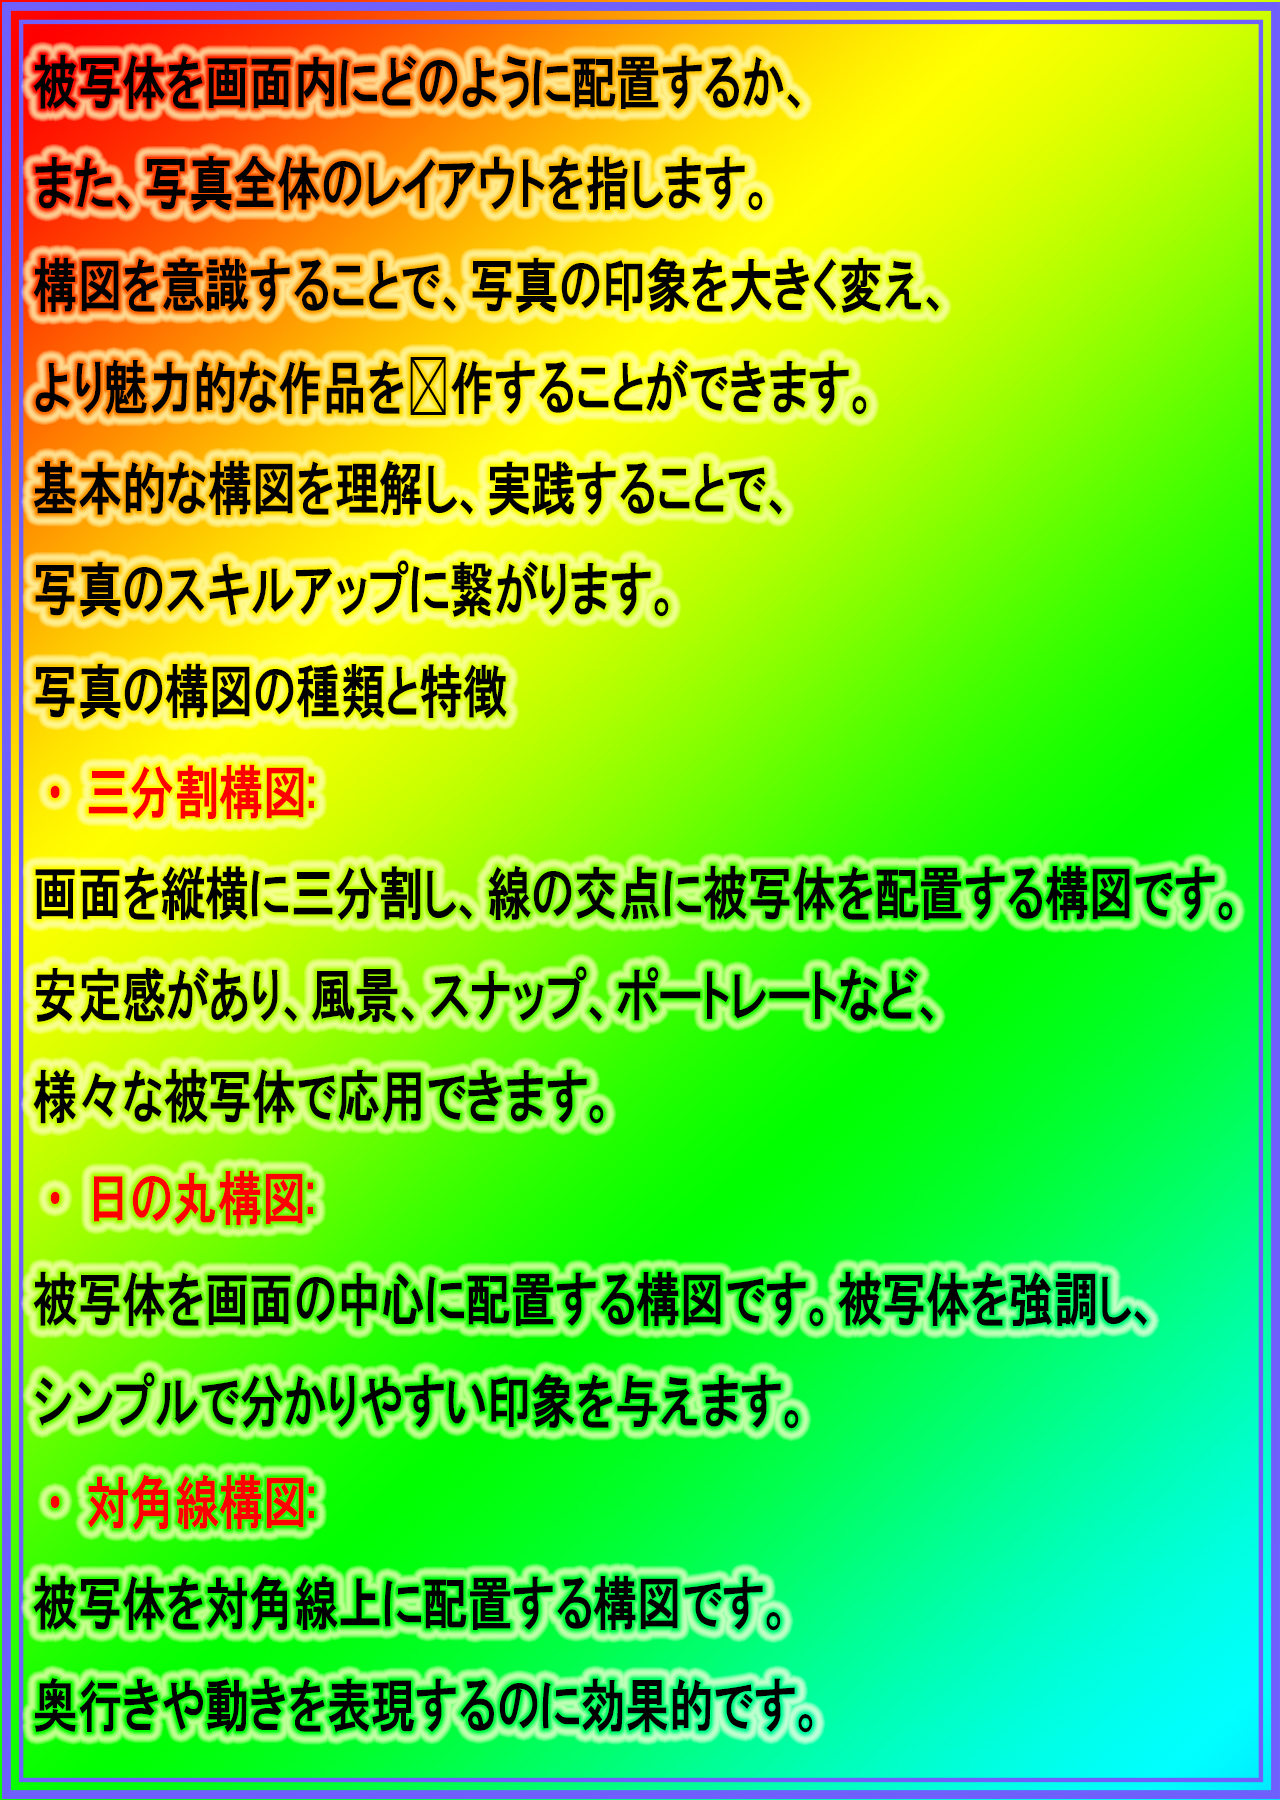 被写体を画面内にどのように配置するか、
また、写真全体のレイアウトを指します。
構図を意識することで、写真の印象を大きく変え、
より魅力的な作品を作することができます。
基本的な構図を理解し、実践することで、
写真のスキルアップに繋がります。
写真の構図の種類と特徴
・ 三分割構図:
画面を縦横に三分割し、線の交点に被写体を配置する構図です。
安定感があり、風景、スナップ、ポートレートなど、
様々な被写体で応用できます。
・ 日の丸構図:
被写体を画面の中心に配置する構図です。被写体を強調し、
シンプルで分かりやすい印象を与えます。
・ 対角線構図:
被写体を対角線上に配置する構図です。
奥行きや動きを表現するのに効果的です。